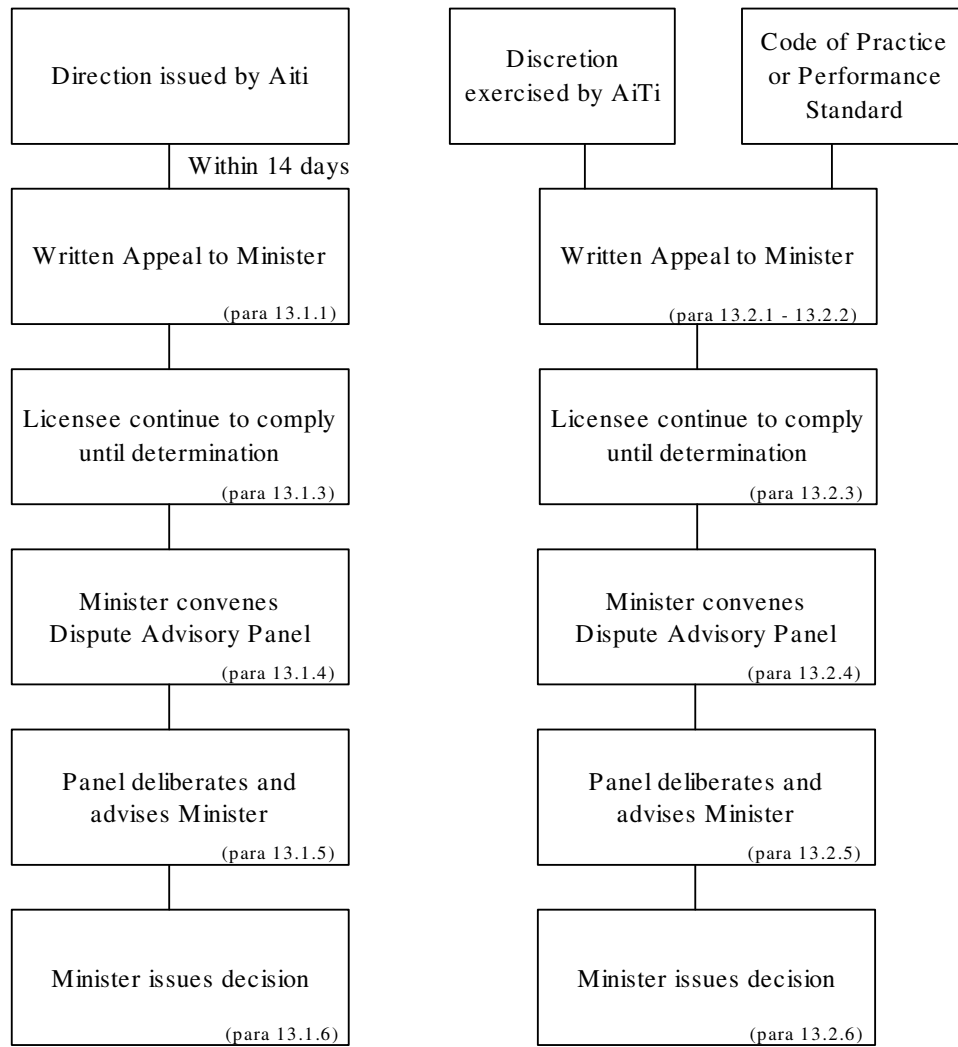 Direction issued by Aiti
Within 14 days
Written Appeal to Minister
(para 13.1.1)
Licensee continue to comply
until determination
(para 13.1.3)
Minister convenes
Dispute Advisory Panel
(para 13.1.4)
Panel deliberates and
advises Minister
(para 13.1.5)
Minister issues decision
(para 13.1.6)
Discretion
exercised by AiTi
Code of Practice
or Performance
Standard
Written Appeal to Minister
(para 13.2.1 - 13.2.2)
Licensee continue to comply
until determination
(para 13.2.3)
Minister convenes
Dispute Advisory Panel
(para 13.2.4)
Panel deliberates and
advises Minister
(para 13.2.5)
Minister issues decision
(para 13.2.6)